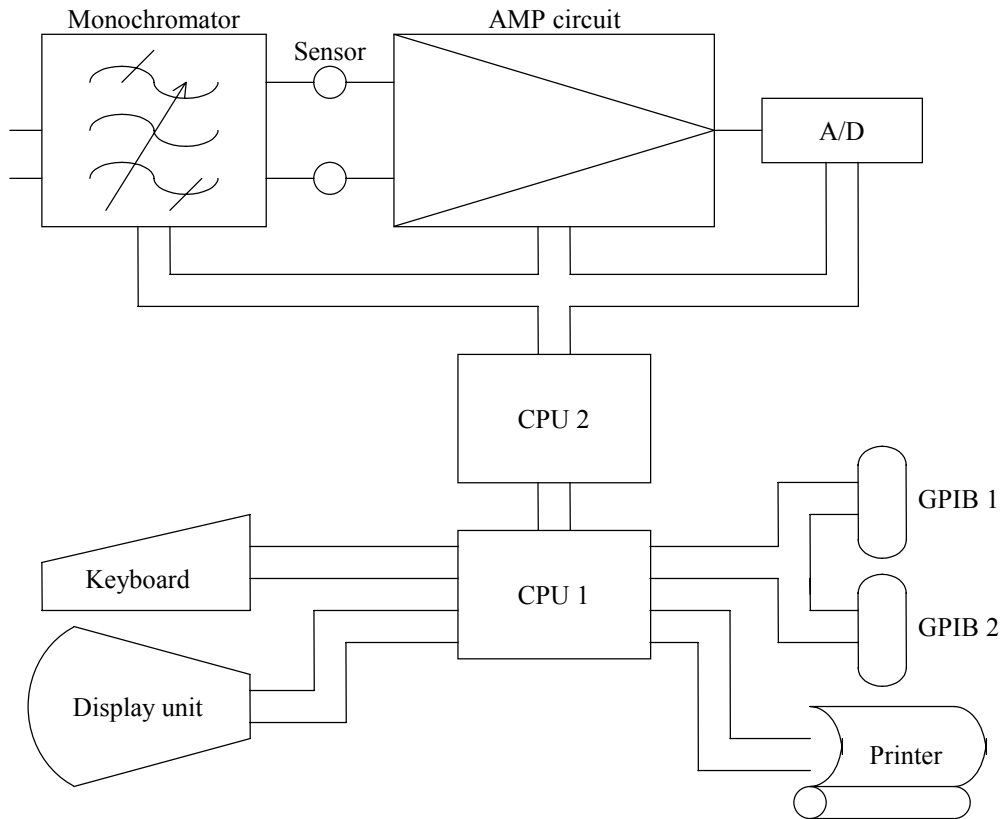 Monochromator
AMP circuit
Sensor
A/D
CPU 2
GPIB 1
Keyboard
CPU 1
GPIB 2
Display unit
Printer